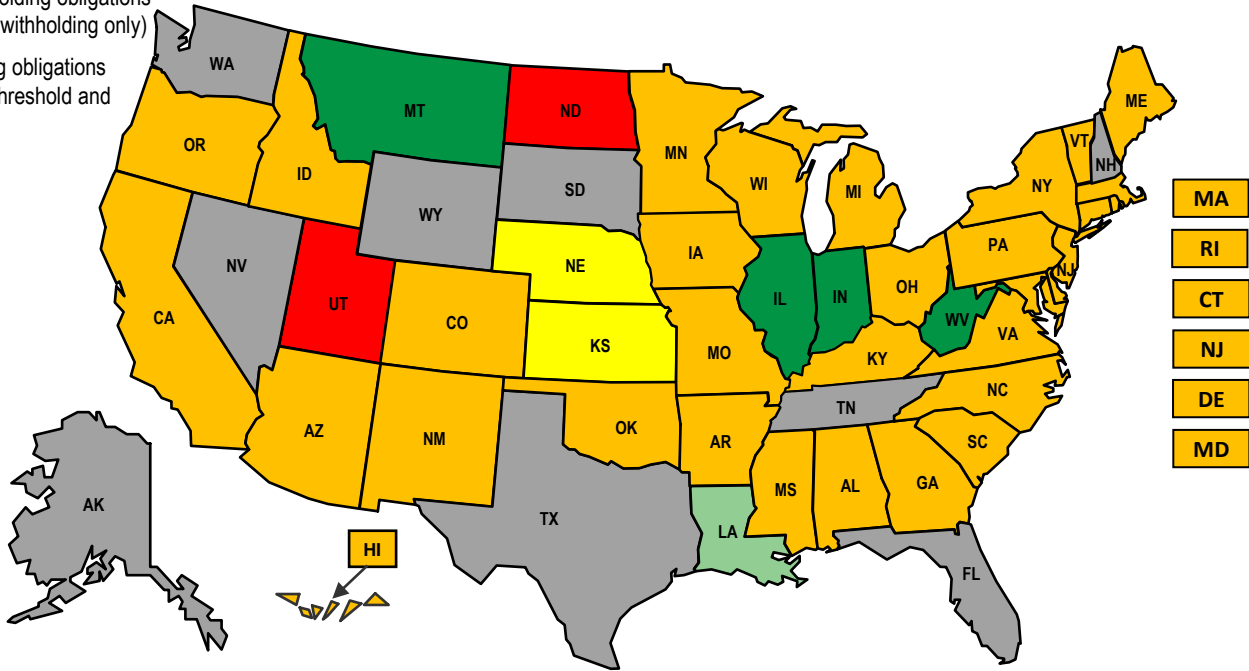 olding obligations
withholding only)
g obligations
hreshold and
WA
MT
ND
MN
ME
VT
NH
OR
ID
SD
WI
MI
NY
MA
WY
RI
NE
IA
PA
CT
NV
IL
IN
OH
NJ
NJ
UT
CO
WV
VA
CA
KS
MO
KY
DE
NC
TN
MD
AZ
NM
OK
AR
SC
MS
AL
GA
AK
TX
LA
FL
HI